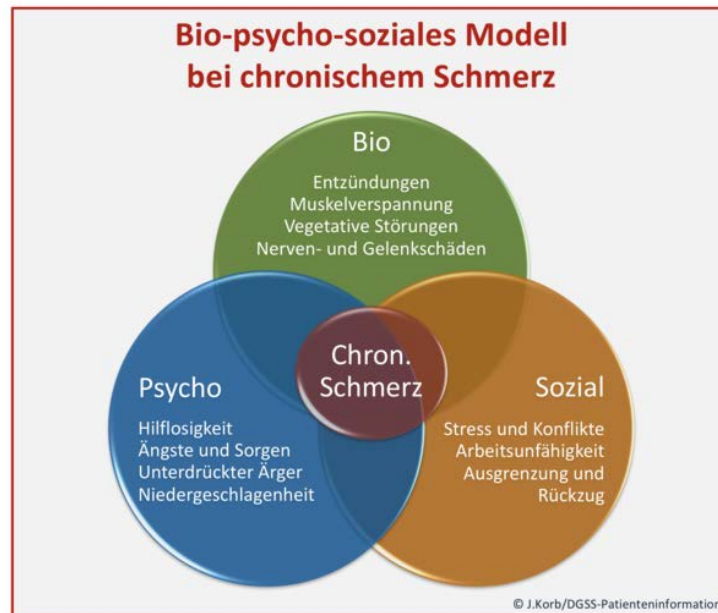 Bio-psycho-soziales Modell
bei chronischem Schmerz
Bio
Entzündungen
Muskelverspannung
Vegetative Störungen
Nerven- und Gelenkschäden
Chron.
Schmerz
Psycho
Hilflosigkeit
Ängste und Sorgen
Unterdrückter Ärger
Niedergeschlagenheit
Sozial
Stress und Konflikte
Arbeitsunfähigkeit
Ausgrenzung und
Rückzug
© J.Korb/DGSS-Patienteninformation